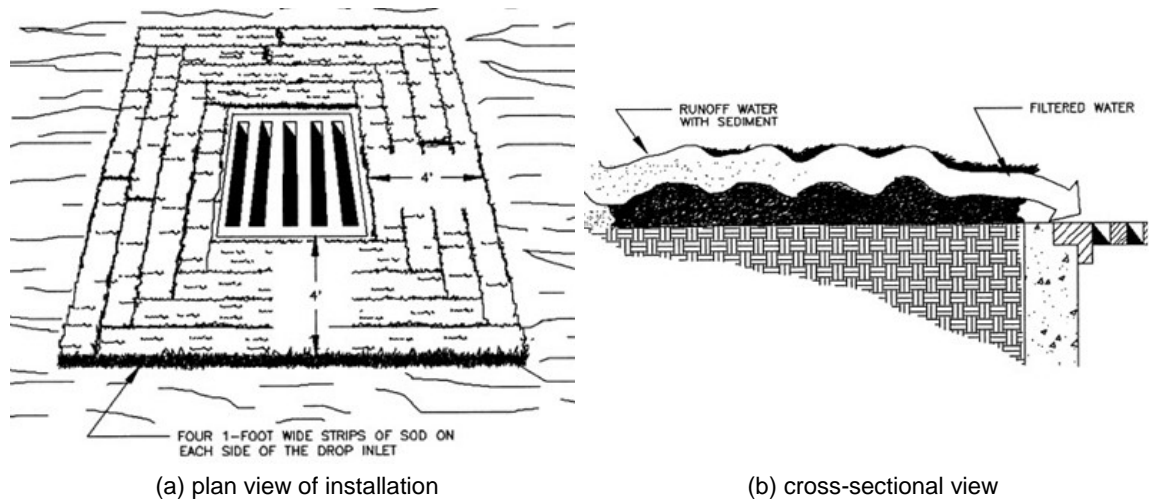 4'
4'
FOUR 1-FOOT WIDE STRIPS OF SOD ON
EACH SIDE OF THE DROP INLET
(a) plan view of installation
RUNOFF WATER
WITH SEDIMENT
FILTERED WATER
(b) cross-sectional view